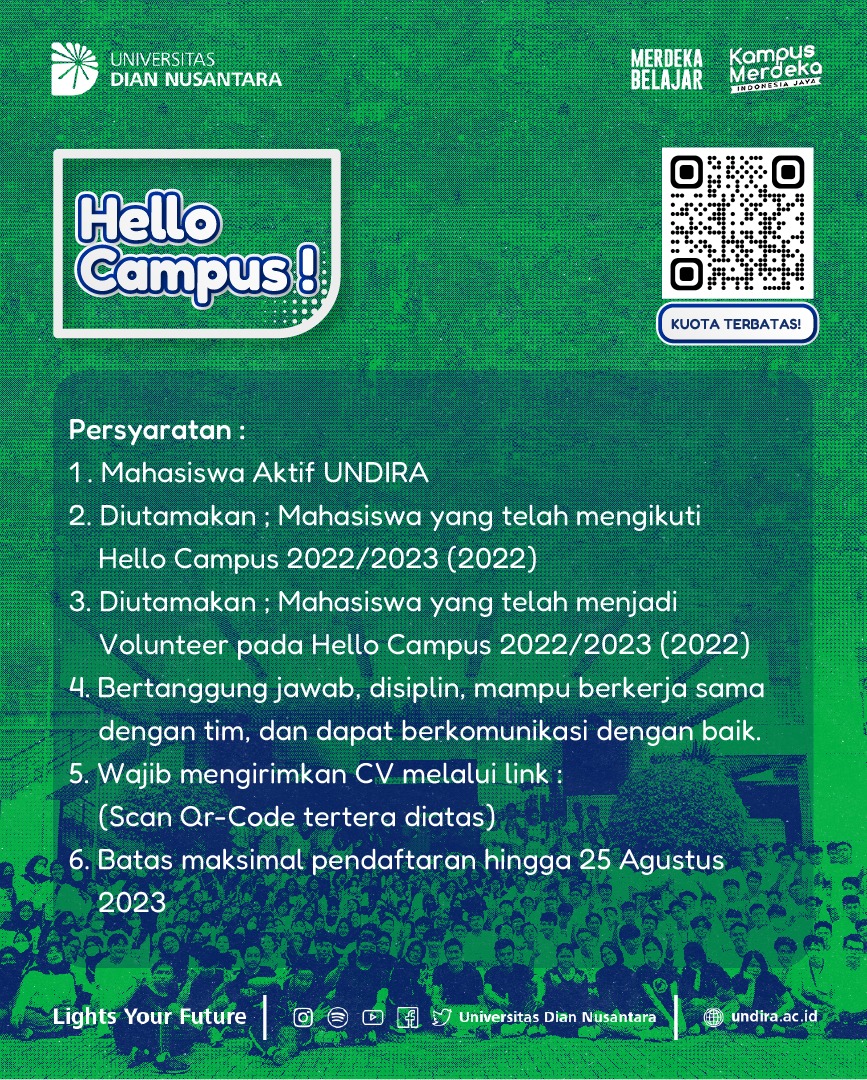 UNIVERSITAS
DIAN NUSANTARA
MERDEKA
BELAJAR
Kampus
Merdeka
INDONESIA JAYA
Hello
Campus !
KUOTA TERBATAS!
Persyaratan :
1. Mahasiswa Aktif UNDIRA
2. Diutamakan ; Mahasiswa yang telah mengikuti
Hello Campus 2022/2023 (2022)
3. Diutamakan ; Mahasiswa yang telah menjadi
Volunteer pada Hello Campus 2022/2023 (2022)
4. Bertanggung jawab, disiplin, mampu berkerja sama
dengan tim, dan dapat berkomunikasi dengan baik.
5. Wajib mengirimkan CV melalui link :
(Scan Qr-Code tertera diatas)
6. Batas maksimal pendaftaran hingga 25 Agustus
2023
Lights Your Future
Universitas Dian Nusantara
undira.ac.id